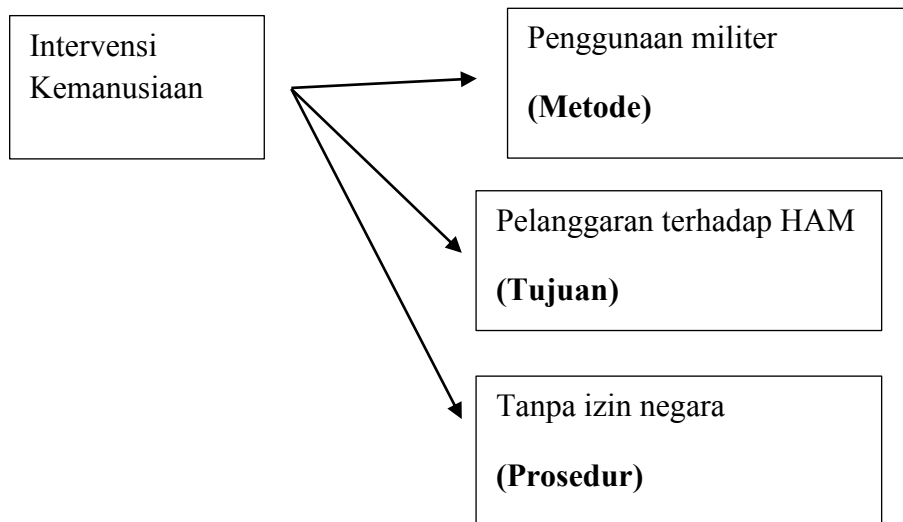 Intervensi
Kemanusiaan
Penggunaan militer
(Metode)
Pelanggaran terhadap HAM
(Tujuan)
Tanpa izin negara
(Prosedur)